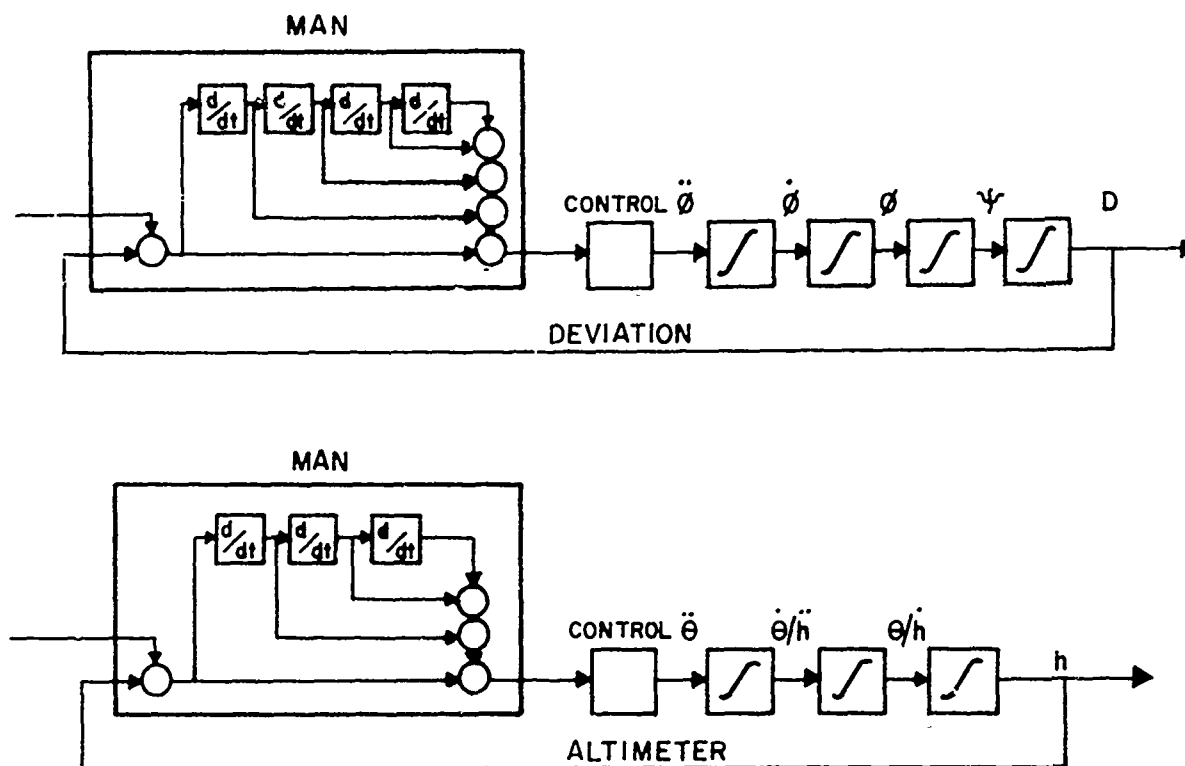 MAN
d/dt d/dt d/dt d/dt
CONTROL φ̈ φ̇ φ ψ D
∫ ∫ ∫ ∫
DEVIATION
MAN
d/dt d/dt d/dt
CONTROL θ̈ θ̇/ḧ θ/ḣ h
∫ ∫ ∫
ALTIMETER